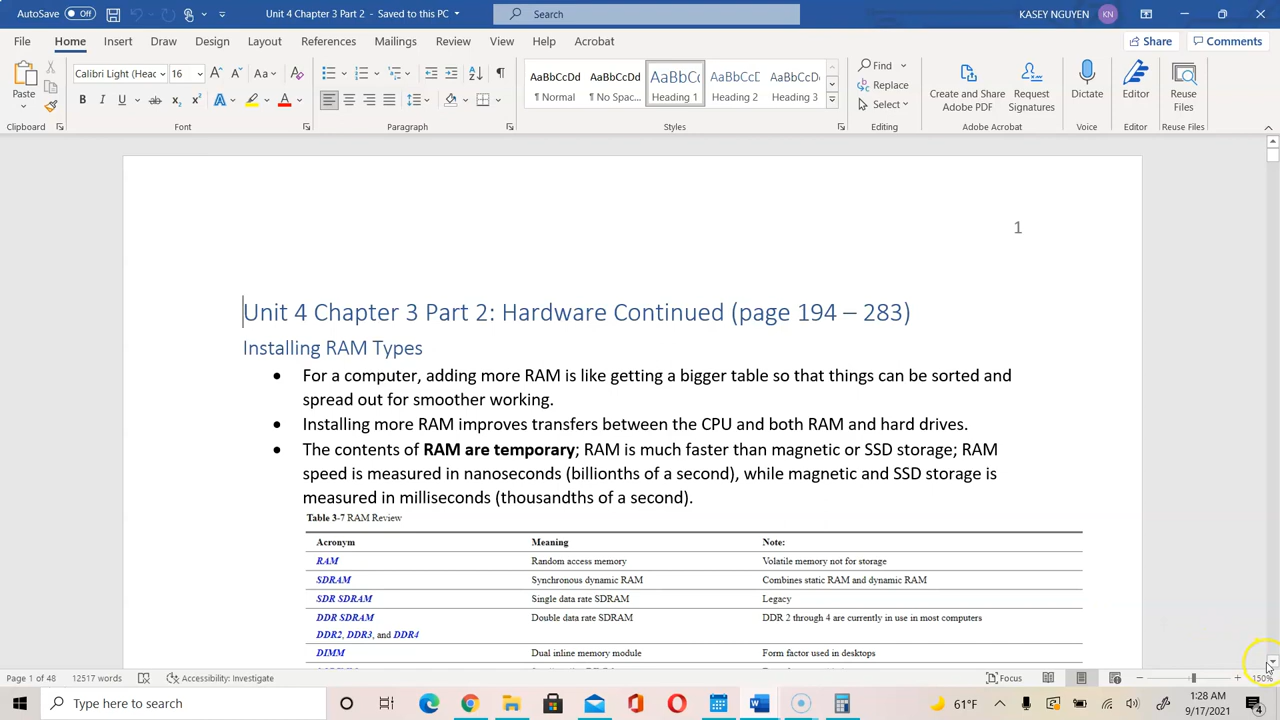 AutoSave Off DS4.2 - Saved to this PC Search KASEY NGUYEN KN
File Home Insert Draw Design Layout References Mailings Review View Help Acrobat Share Comments
Paste
Clipboard
Calibri Light (Heac 16
Font
Paragraph
AaBbCcDd AaBbCcDd AaBbCc AaBbCcD AaBbCcD
¶ Normal ¶ No Spac... Heading 1 Heading 2 Heading 3
Styles
Find
Replace
Select
Editing
Create and Share
Adobe PDF
Request
Signatures
Adobe Acrobat
Dictate
Voice
Editor
Editor
Reuse
Files
Reuse Files
1
Unit 4 Chapter 3 Part 2: Hardware Continued (page 194 – 283)
Installing RAM Types
• For a computer, adding more RAM is like getting a bigger table so that things can be sorted and
spread out for smoother working.
• Installing more RAM improves transfers between the CPU and both RAM and hard drives.
• The contents of RAM are temporary; RAM is much faster than magnetic or SSD storage; RAM
speed is measured in nanoseconds (billionths of a second), while magnetic and SSD storage is
measured in milliseconds (thousandths of a second).
Table 3-7 RAM Review
Acronym Meaning Note:
RAM Random access memory Volatile memory not for storage
SDRAM Synchronous dynamic RAM Combines static RAM and dynamic RAM
SDR SDRAM Single data rate SDRAM Legacy
DDR SDRAM Double data rate SDRAM DDR 2 through 4 are currently in use in most computers
DDR2, DDR3, and DDR4
DIMM Dual inline memory module Form factor used in desktops
Page 1 of 48 12517 words Accessibility: Investigate Focus 150%
Type here to search 61°F 1:28 AM
9/17/2021
4